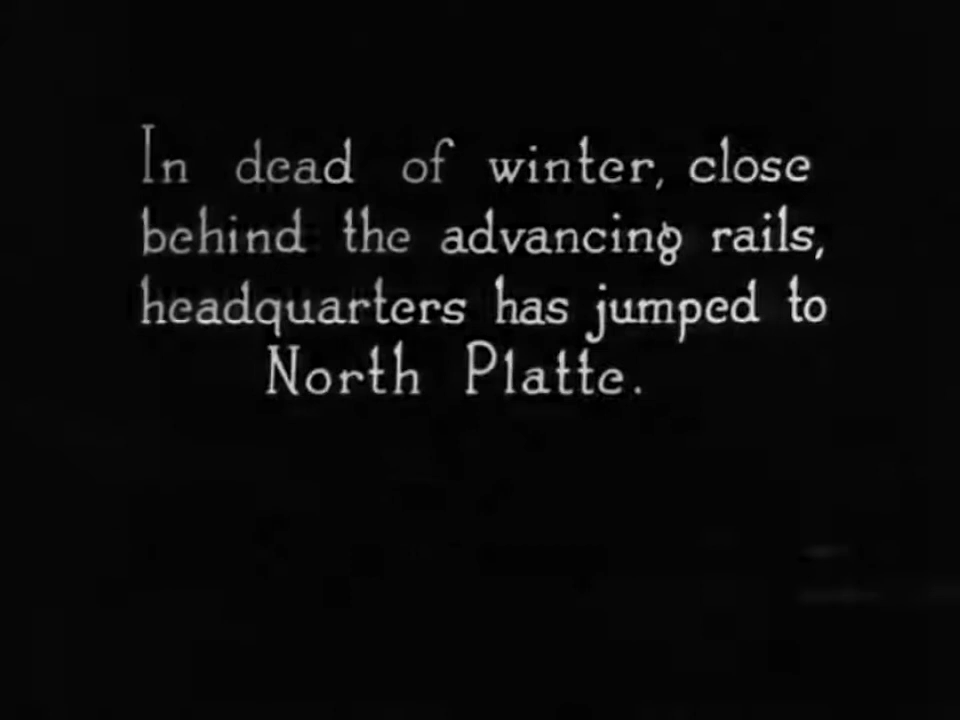 In dead of winter, close
behind the advancing rails,
headquarters has jumped to
North Platte.